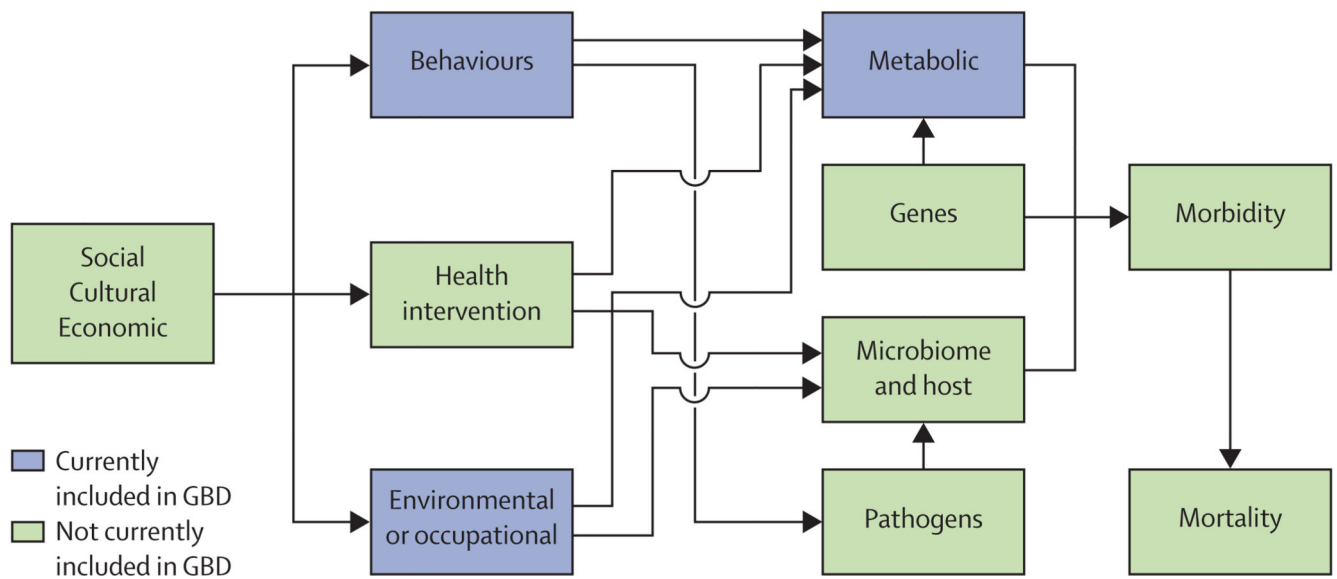 Behaviours
Metabolic
Genes
Morbidity
Social
Cultural
Economic
Health
intervention
Microbiome
and host
Currently
included in GBD
Not currently
included in GBD
Environmental
or occupational
Pathogens
Mortality